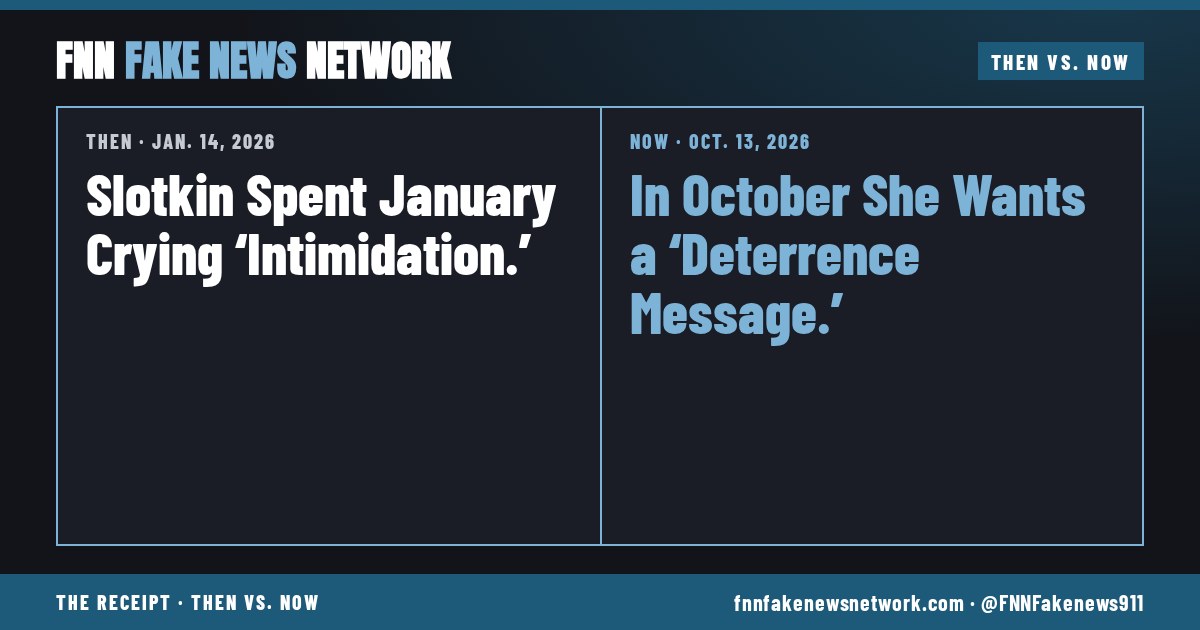 FNN FAKE NEWS NETWORK
THEN VS. NOW
THEN · JAN. 14, 2026
Slotkin Spent January
Crying ‘Intimidation.’
NOW · OCT. 13, 2026
In October She Wants
a ‘Deterrence
Message.’
THE RECEIPT · THEN VS. NOW
fnnfakenewsnetwork.com · @FNNFakenews911